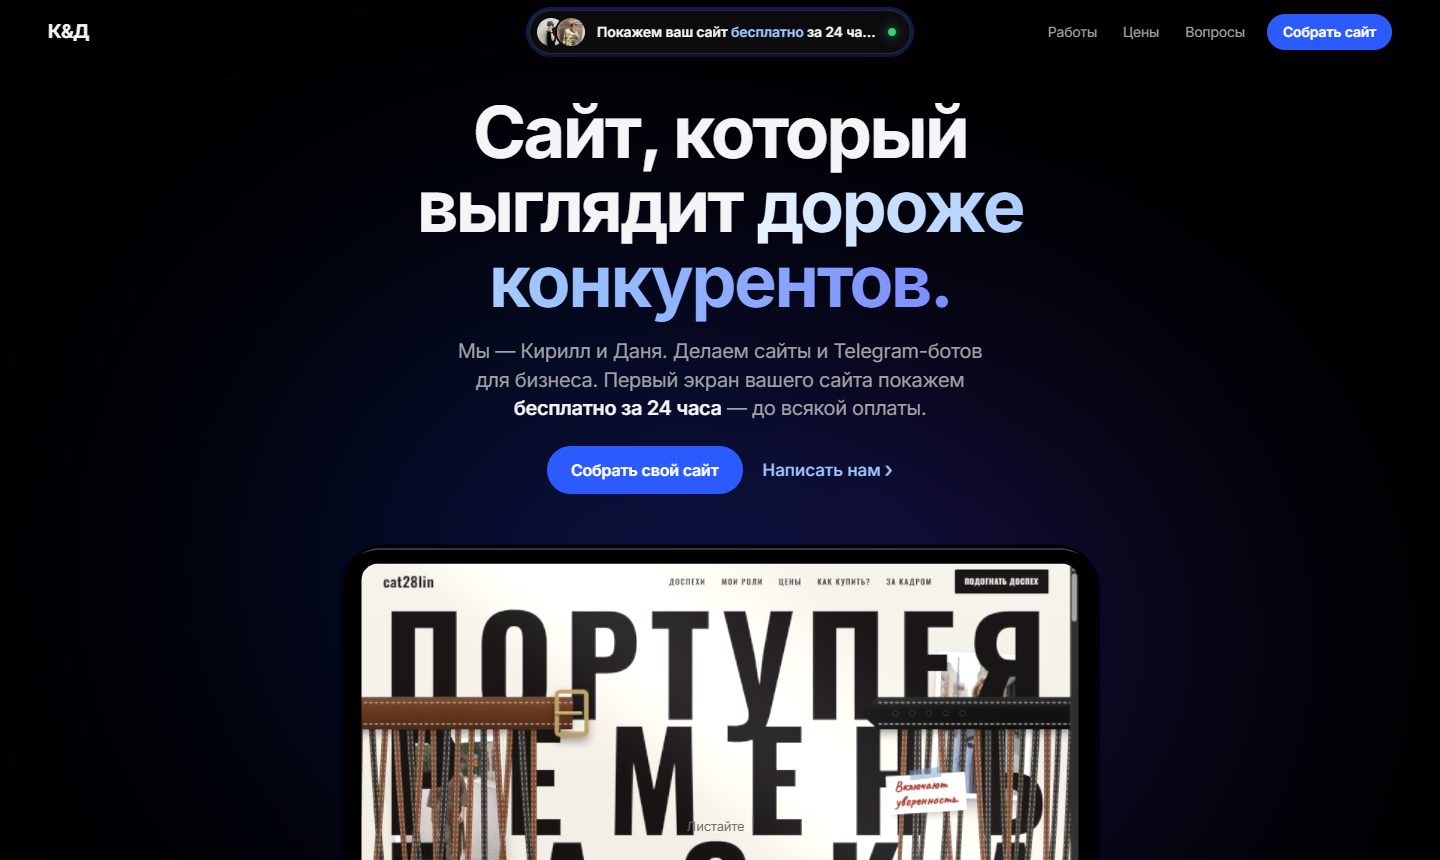 К&Д
Покажем ваш сайт бесплатно за 24 ча...
Работы
Цены
Вопросы
Собрать сайт
Сайт, который
выглядит дороже
конкурентов.
Мы — Кирилл и Даня. Делаем сайты и Telegram-ботов
для бизнеса. Первый экран вашего сайта покажем
бесплатно за 24 часа — до всякой оплаты.
Собрать свой сайт
Написать нам ›
cat28lin
ДОСПЕХИ
МОИ РОЛИ
ЦЕНЫ
КАК КУПИТЬ?
ЗА КАДРОМ
ПОДОГНАТЬ ДОСПЕХ
ПОРТУПЕЯ
Включают
уверенность.
Листайте